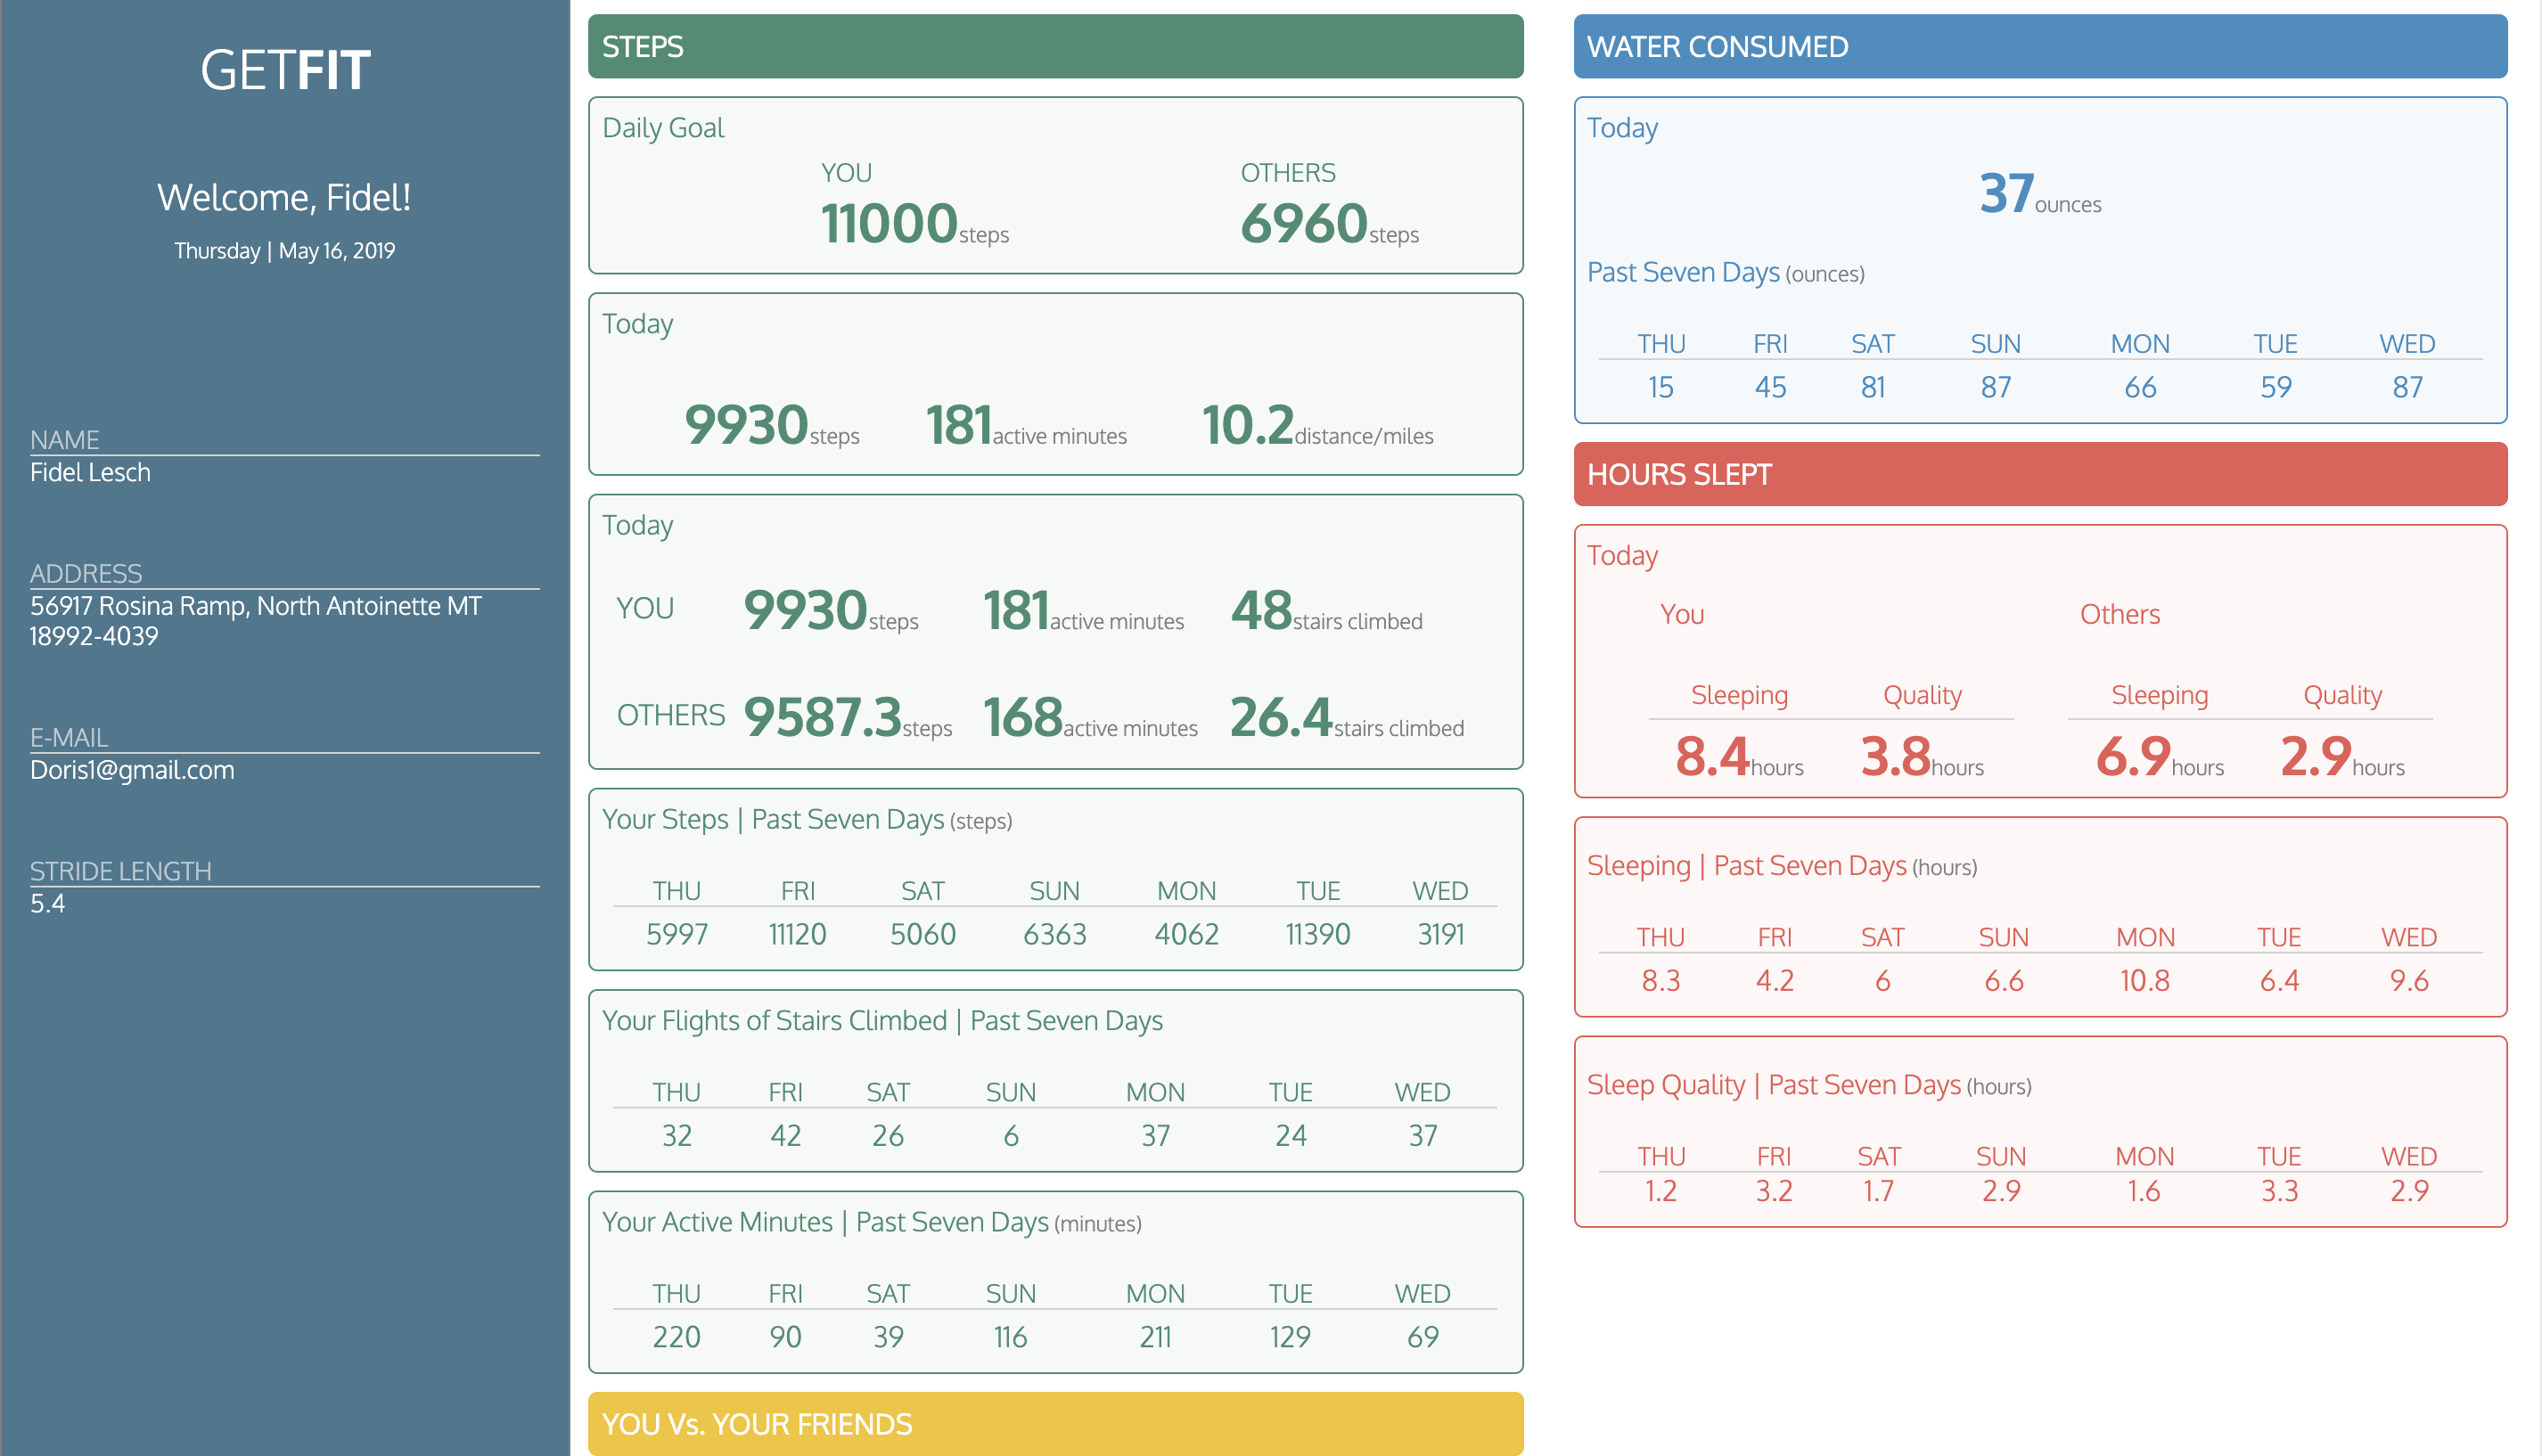 GETFIT
Welcome, Fidel!
Thursday | May 16, 2019
NAME
Fidel Lesch
ADDRESS
56917 Rosina Ramp, North Antoinette MT
18992-4039
E-MAIL
Doris1@gmail.com
STRIDE LENGTH
5.4
STEPS
Daily Goal
YOU OTHERS
11000steps 6960steps
Today
9930steps 181active minutes 10.2distance/miles
Today
YOU 9930steps 181active minutes 48stairs climbed
OTHERS 9587.3steps 168active minutes 26.4stairs climbed
Your Steps | Past Seven Days (steps)
THU FRI SAT SUN MON TUE WED
5997 11120 5060 6363 4062 11390 3191
Your Flights of Stairs Climbed | Past Seven Days
THU FRI SAT SUN MON TUE WED
32 42 26 6 37 24 37
Your Active Minutes | Past Seven Days (minutes)
THU FRI SAT SUN MON TUE WED
220 90 39 116 211 129 69
YOU Vs. YOUR FRIENDS
WATER CONSUMED
Today
37ounces
Past Seven Days (ounces)
THU FRI SAT SUN MON TUE WED
15 45 81 87 66 59 87
HOURS SLEPT
Today
You Others
Sleeping Quality Sleeping Quality
8.4hours 3.8hours 6.9hours 2.9hours
Sleeping | Past Seven Days (hours)
THU FRI SAT SUN MON TUE WED
8.3 4.2 6 6.6 10.8 6.4 9.6
Sleep Quality | Past Seven Days (hours)
THU FRI SAT SUN MON TUE WED
1.2 3.2 1.7 2.9 1.6 3.3 2.9